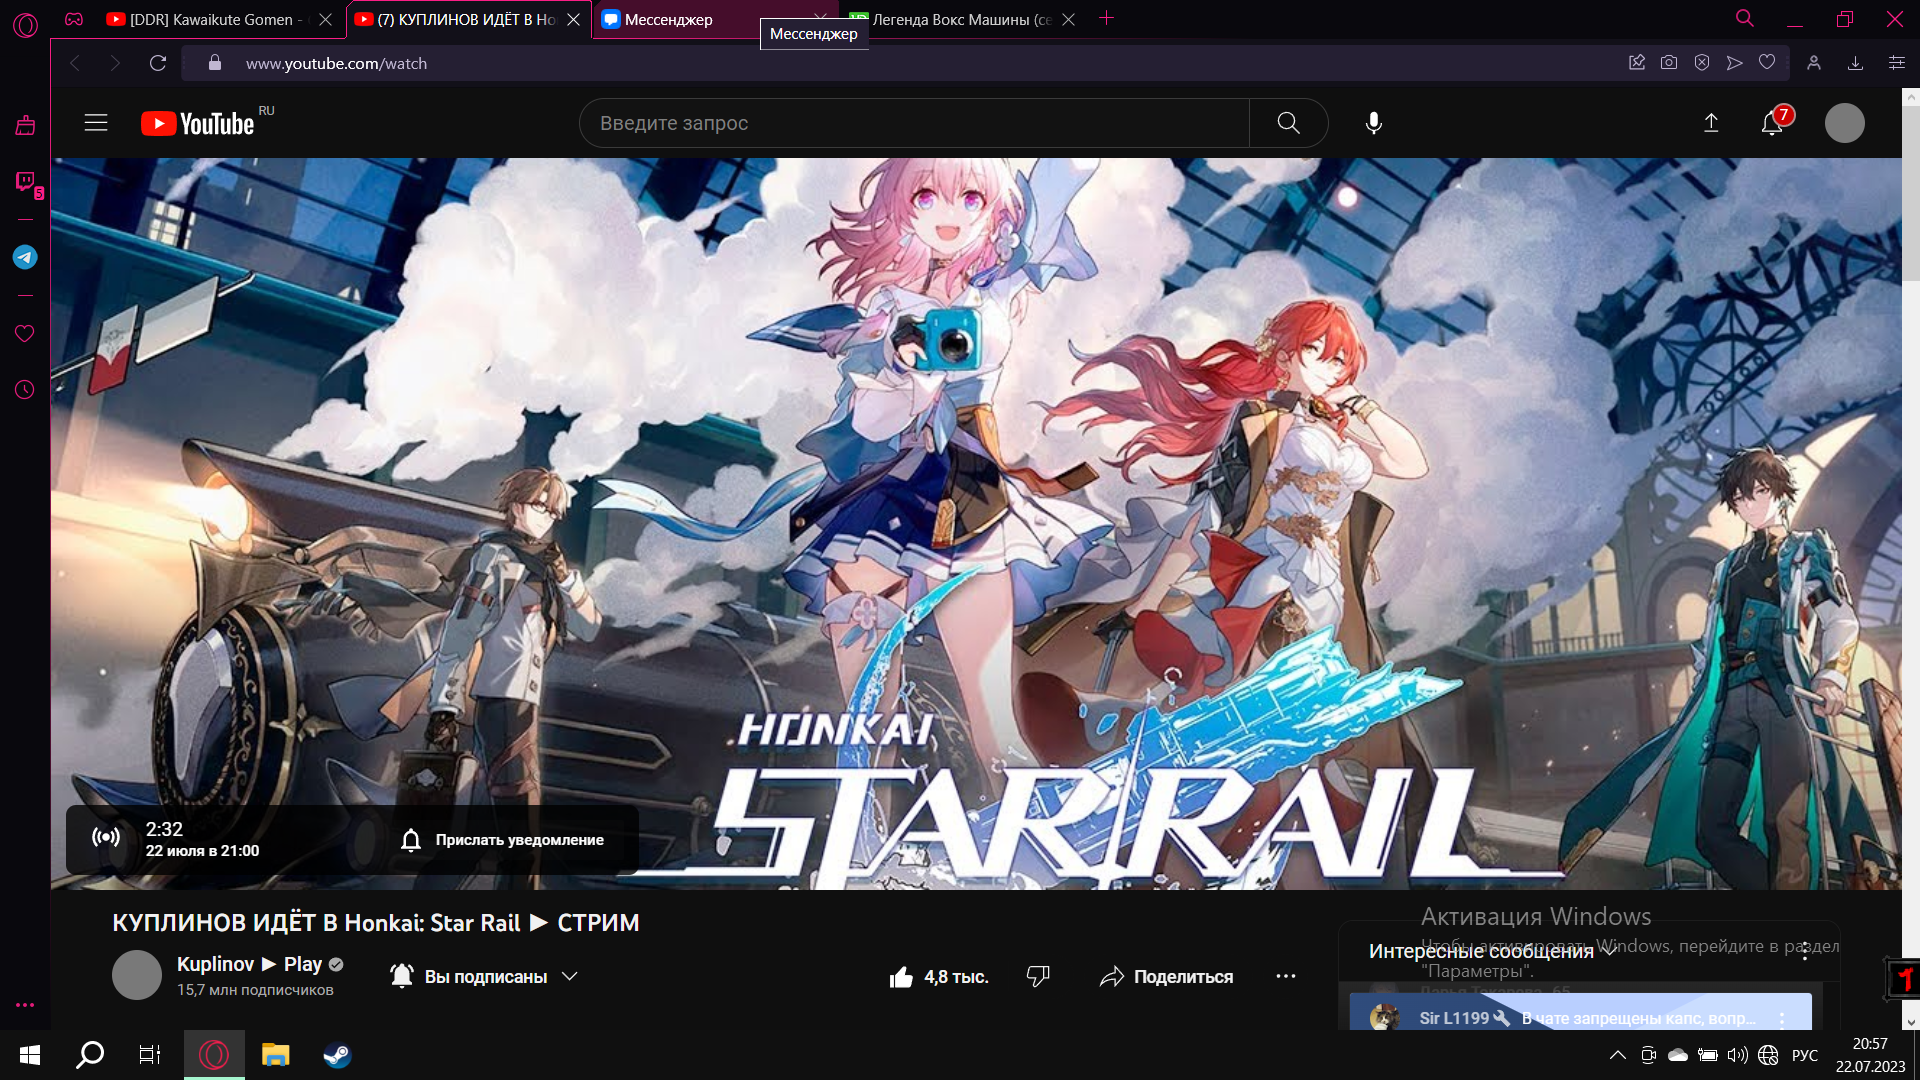 [DDR] Kawaikute Gomen -
(7) КУПЛИНОВ ИДЁТ В Ho
Мессенджер
Легенда Вокс Машины (се
Мессенджер
www.youtube.com/watch
5
YouTube RU
Введите запрос
7
HONKAI
STAR RAIL
2:32
22 июля в 21:00
Прислать уведомление
КУПЛИНОВ ИДЁТ В Honkai: Star Rail ► СТРИМ
Kuplinov ► Play
15,7 млн подписчиков
Вы подписаны
4,8 тыс.
Поделиться
Интересные сообщения
Активация Windows
Чтобы активировать Windows, перейдите в раздел
"Параметры".
Sir L1199 В чате запрещены капс, вопр...
РУС
20:57
22.07.2023